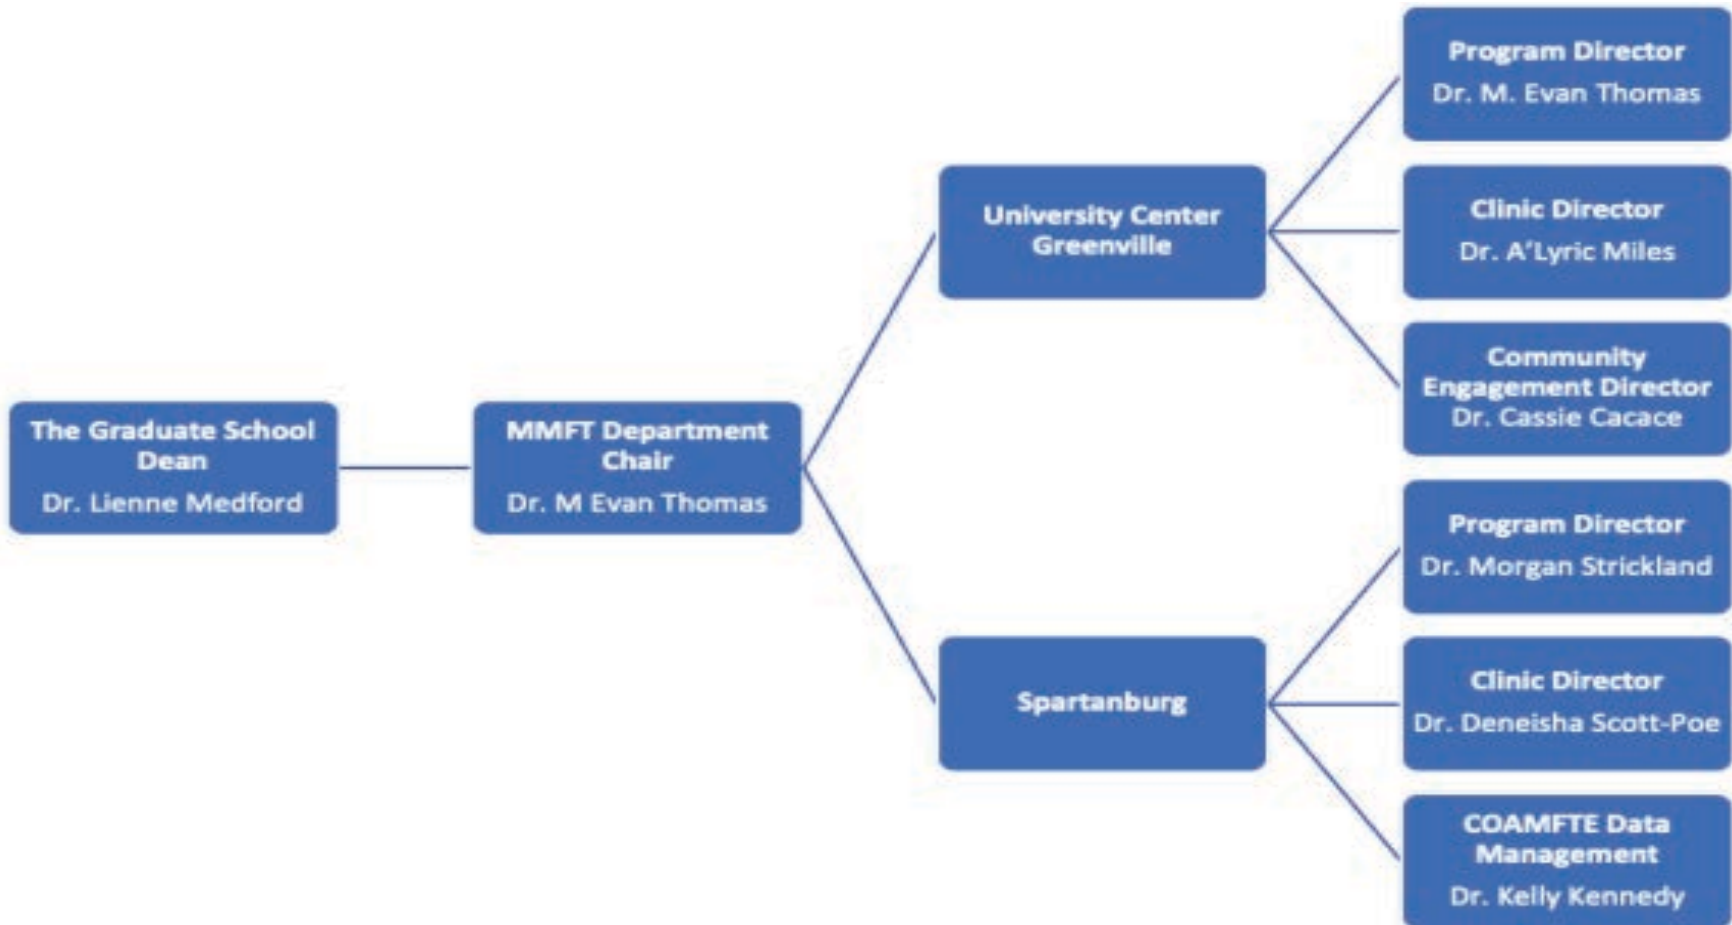 The Graduate School
Dean
Dr. Lienne Medford
MMFT Department
Chair
Dr. M Evan Thomas
University Center
Greenville
Program Director
Dr. M. Evan Thomas
Clinic Director
Dr. A'Lyric Miles
Community
Engagement Director
Dr. Cassie Cacace
Spartanburg
Program Director
Dr. Morgan Strickland
Clinic Director
Dr. Deneisha Scott-Poe
COAMFTE Data
Management
Dr. Kelly Kennedy